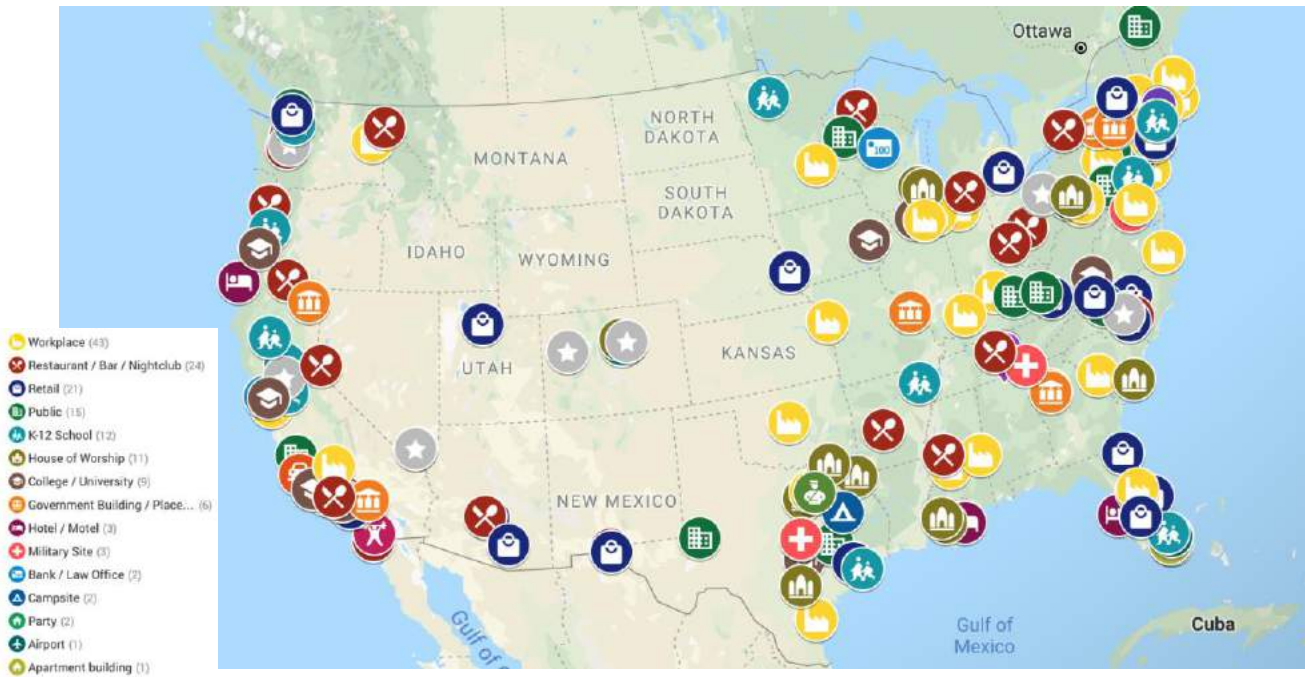 Ottawa
NORTH
DAKOTA
MONTANA
SOUTH
DAKOTA
IDAHO
WYOMING
UTAH
KANSAS
NEW MEXICO
Gulf of
Mexico
Cuba
Gulf of
100
Workplace (43)
Restaurant / Bar / Nightclub (24)
Retail (21)
Public (15)
K-12 School (12)
House of Worship (11)
College / University (9)
Government Building / Place... (6)
Hotel / Motel (3)
Military Site (3)
Bank / Law Office (2)
Campsite (2)
Party (2)
Airport (1)
Apartment building (1)